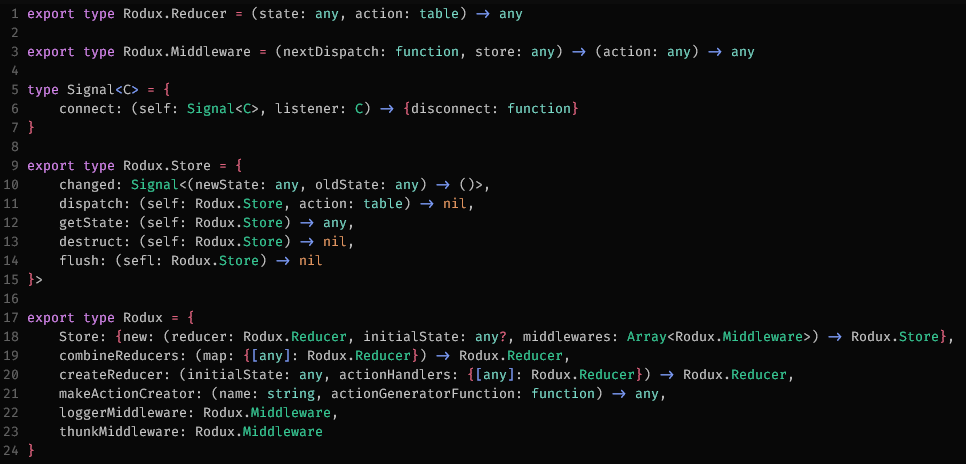 1 export type Rodux.Reducer = (state: any, action: table) -> any
2
3 export type Rodux.Middleware = (nextDispatch: function, store: any) -> (action: any) -> any
4
5 type Signal<C> = {
6     connect: (self: Signal<C>, listener: C) -> {disconnect: function}
7 }
8
9 export type Rodux.Store = {
10     changed: Signal<(newState: any, oldState: any) -> ()>,
11     dispatch: (self: Rodux.Store, action: table) -> nil,
12     getState: (self: Rodux.Store) -> any,
13     destruct: (self: Rodux.Store) -> nil,
14     flush: (sefl: Rodux.Store) -> nil
15 }>
16
17 export type Rodux = {
18     Store: {new: (reducer: Rodux.Reducer, initialState: any?, middlewares: Array<Rodux.Middleware>) -> Rodux.Store},
19     combineReducers: (map: {[any]: Rodux.Reducer}) -> Rodux.Reducer,
20     createReducer: (initialState: any, actionHandlers: {[any]: Rodux.Reducer}) -> Rodux.Reducer,
21     makeActionCreator: (name: string, actionGeneratorFunction: function) -> any,
22     loggerMiddleware: Rodux.Middleware,
23     thunkMiddleware: Rodux.Middleware
24 }